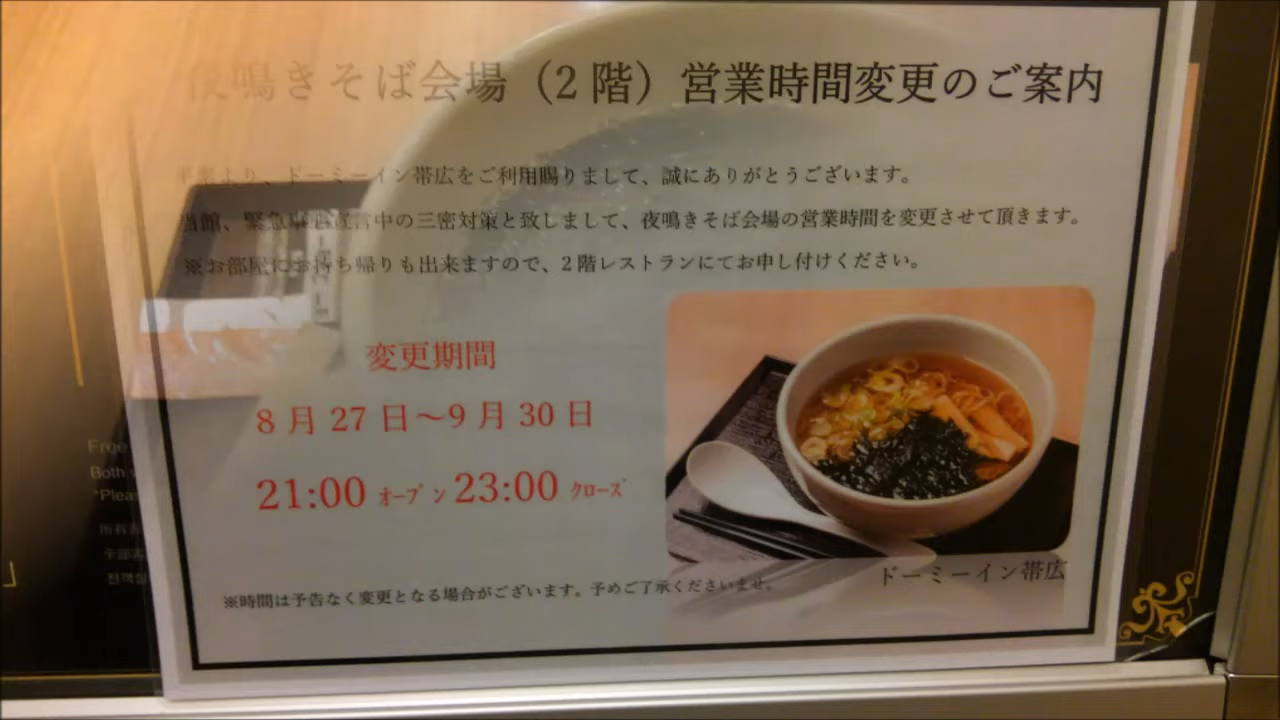 夜鳴きそば会場（2階）営業時間変更のご案内
平素より、ドーミーイン帯広をご利用賜りまして、誠にありがとうございます。
当館、緊急事態宣言中の三密対策と致しまして、夜鳴きそば会場の営業時間を変更させて頂きます。
※お部屋にお持ち帰りも出来ますので、2階レストランにてお申し付けください。
変更期間
8月27日～9月30日
21:00 ｵｰﾌﾟﾝ 23:00 ｸﾛｰｽﾞ
ドーミーイン帯広
※時間は予告なく変更となる場合がございます。予めご了承くださいませ。
Free
Both